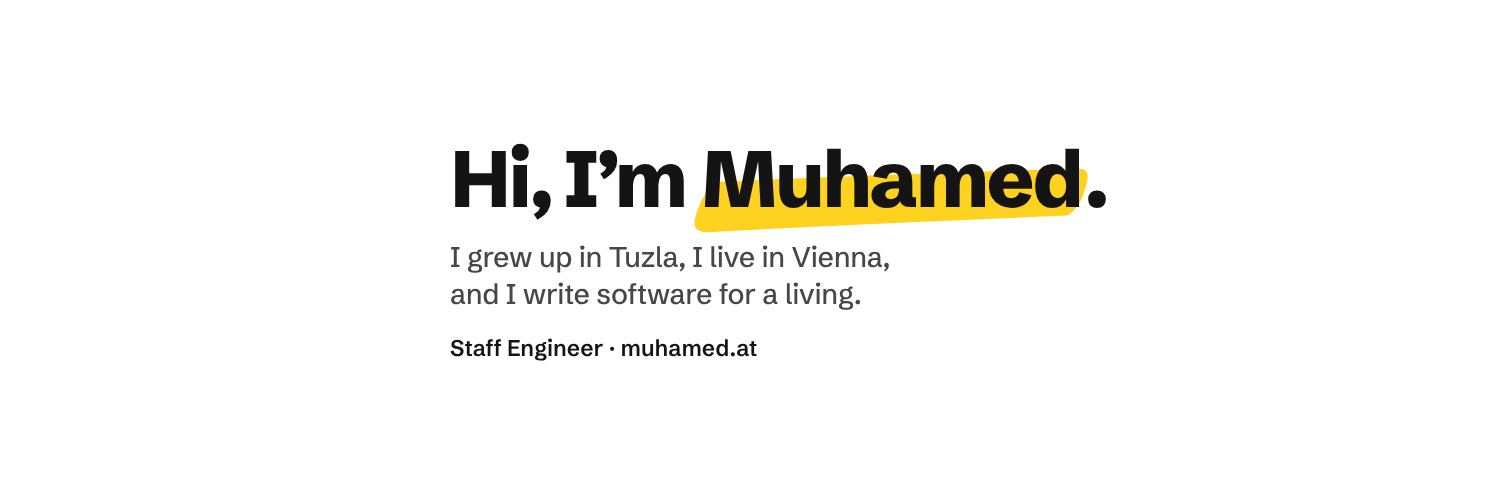 Hi, I’m Muhamed.
I grew up in Tuzla, I live in Vienna,
and I write software for a living.
Staff Engineer · muhamed.at